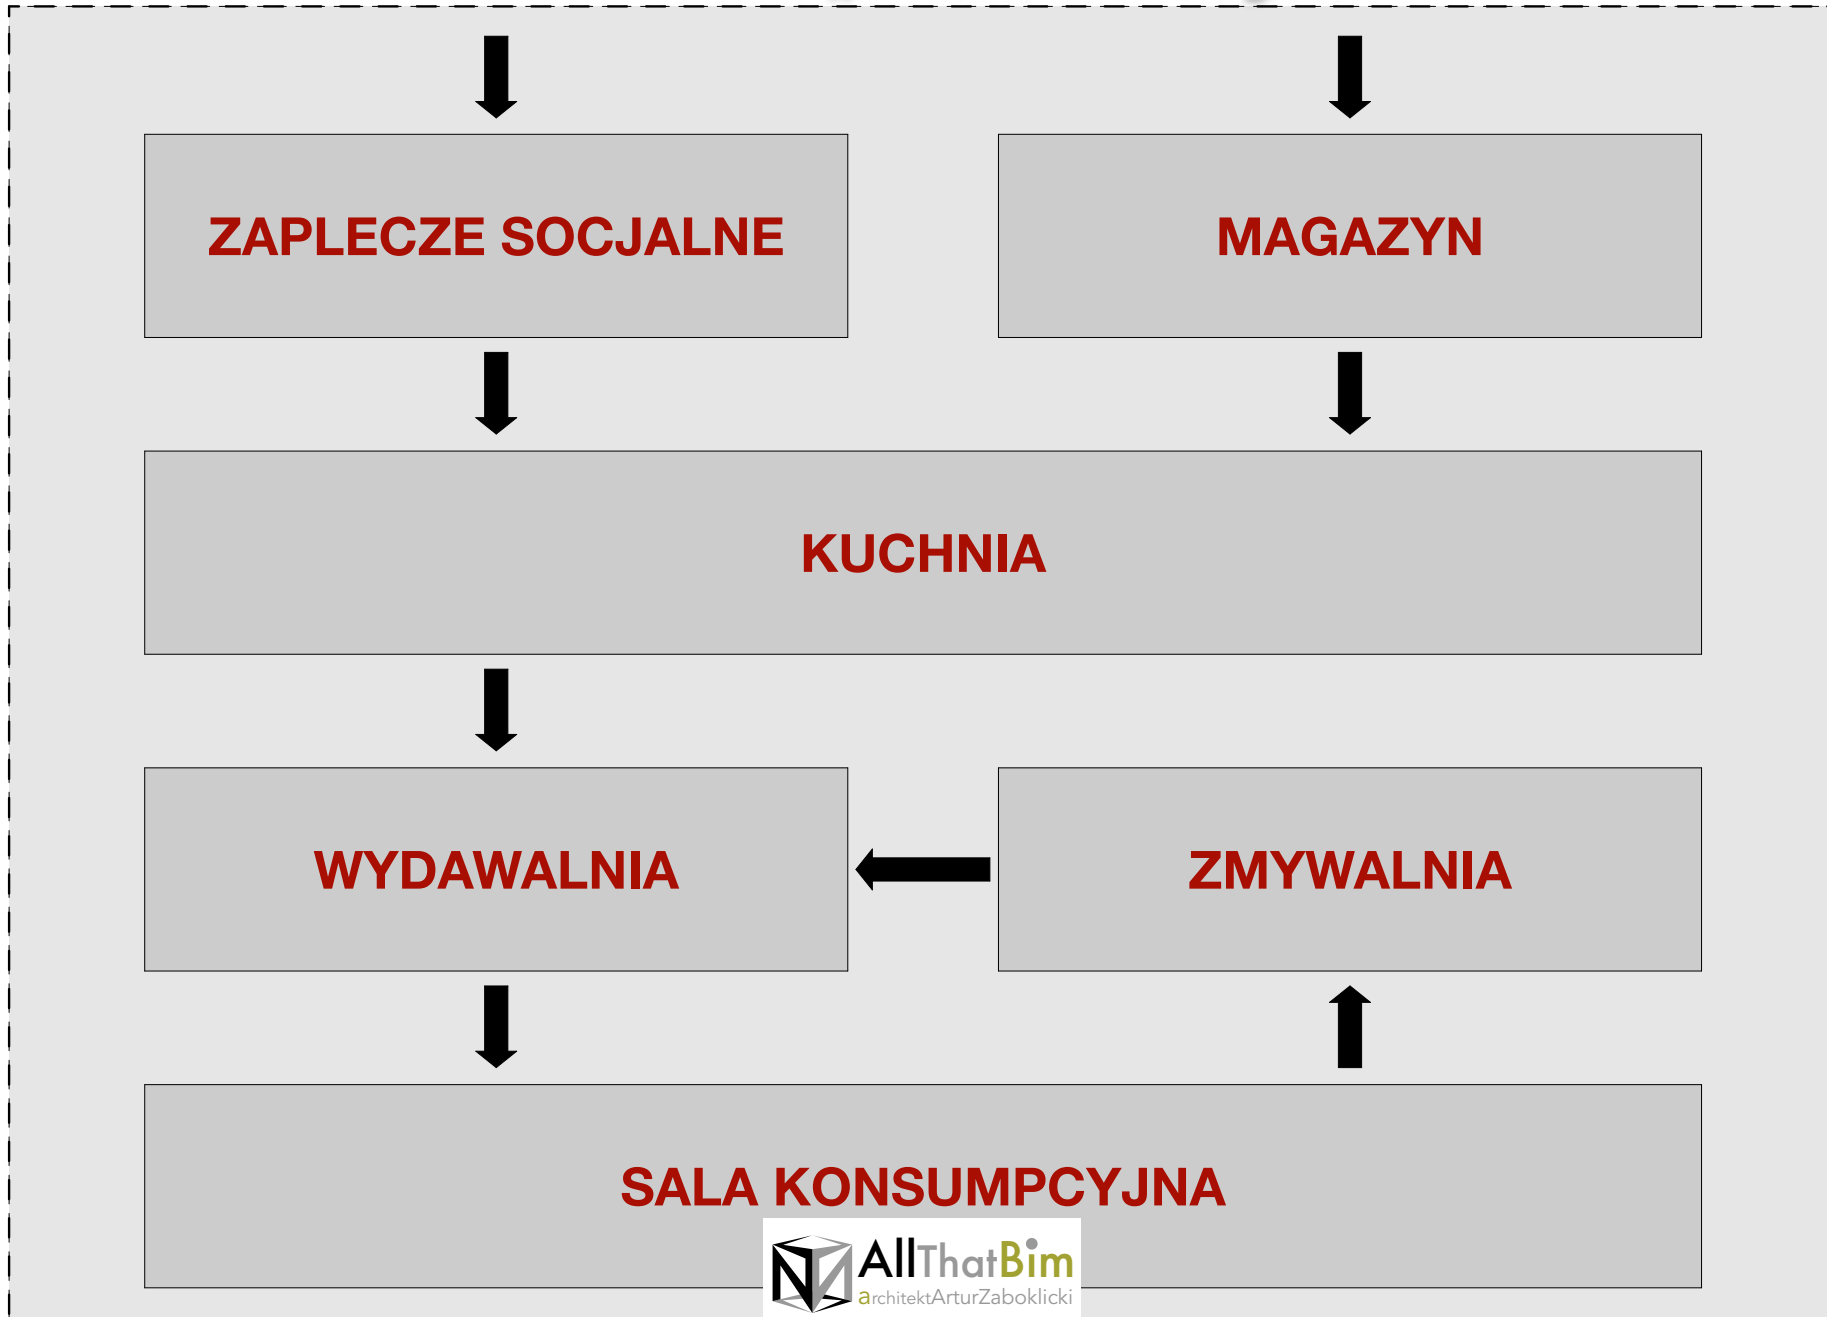 ZAPLECZE SOCJALNE
MAGAZYN
KUCHNIA
WYDAWALNIA
ZMYWALNIA
SALA KONSUMPCYJNA
AllThatBim
architektArturZaboklicki